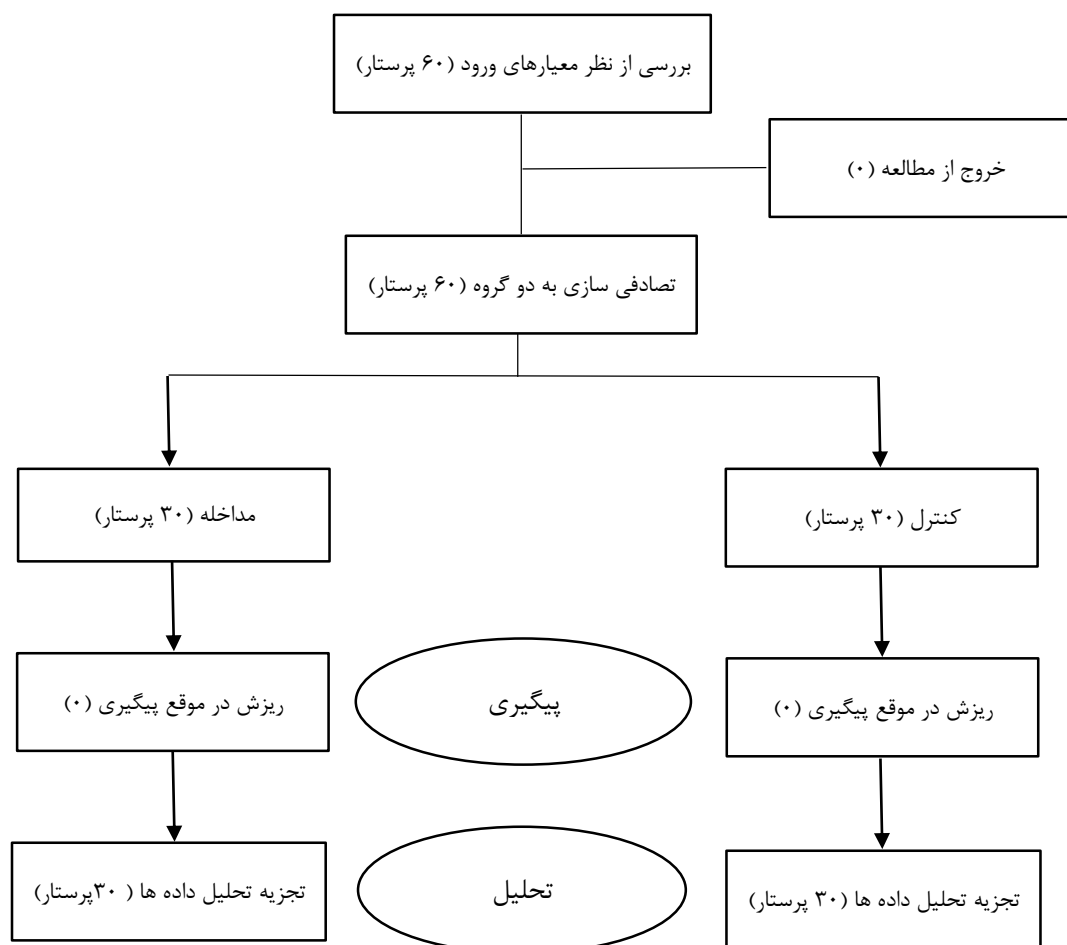 بررسی از نظر معیارهای ورود (۶۰ پرستار)
خروج از مطالعه (۰)
تصادفی سازی به دو گروه (۶۰ پرستار)
کنترل (۳۰ پرستار)
مداخله (۳۰ پرستار)
ریزش در موقع پیگیری (۰)
پیگیری
ریزش در موقع پیگیری (۰)
تجزیه تحلیل داده ها (۳۰ پرستار)
تحلیل
تجزیه تحلیل داده ها ( ۳۰پرستار)